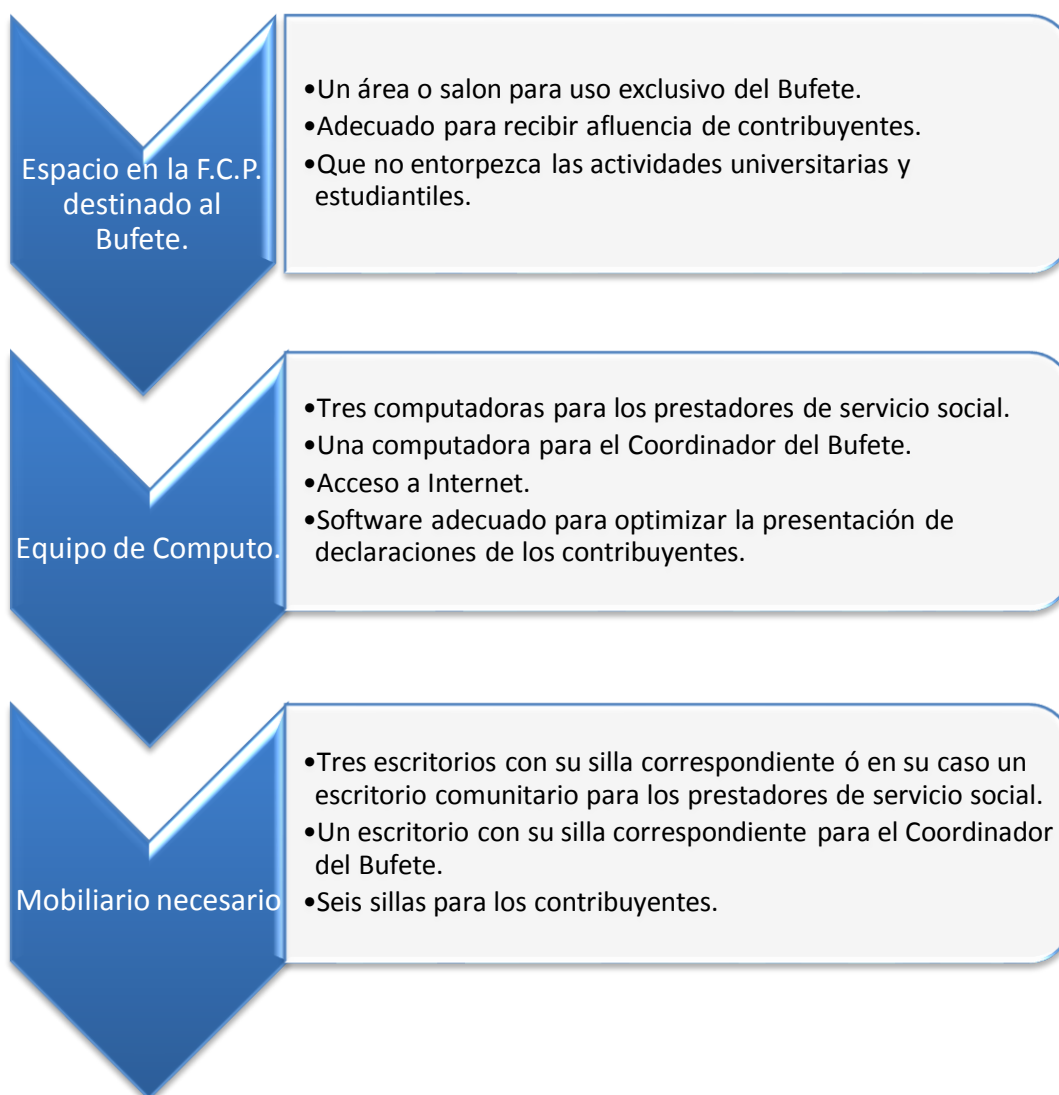 Espacio en la F.C.P.
destinado al
Bufete.
•Un área o salon para uso exclusivo del Bufete.
•Adecuado para recibir afluencia de contribuyentes.
•Que no entorpezca las actividades universitarias y
estudiantiles.
Equipo de Computo.
•Tres computadoras para los prestadores de servicio social.
•Una computadora para el Coordinador del Bufete.
•Acceso a Internet.
•Software adecuado para optimizar la presentación de
declaraciones de los contribuyentes.
Mobiliario necesario
•Tres escritorios con su silla correspondiente ó en su caso un
escritorio comunitario para los prestadores de servicio social.
•Un escritorio con su silla correspondiente para el Coordinador
del Bufete.
•Seis sillas para los contribuyentes.